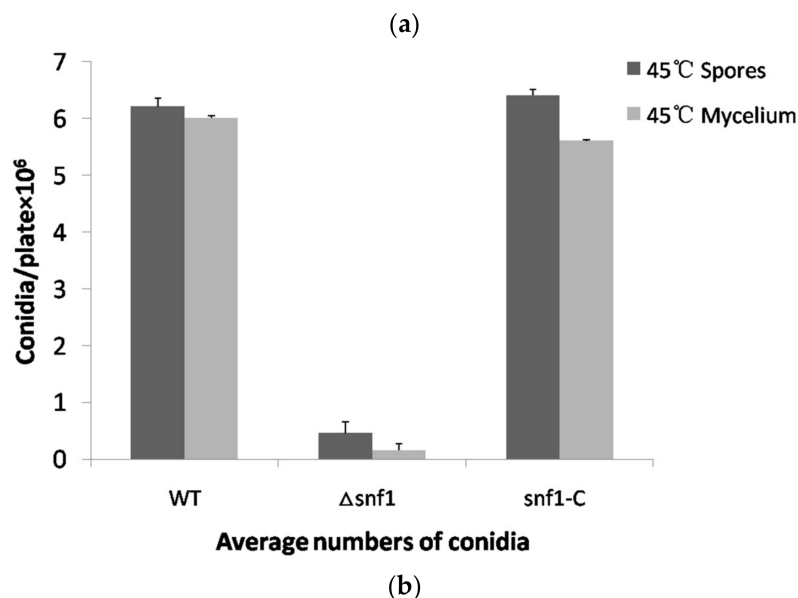 (a)
7
6
5
4
3
2
1
0
Conidia/plate×10⁶
45℃ Spores
45℃ Mycelium
WT
Δsnf1
snf1-C
Average numbers of conidia
(b)